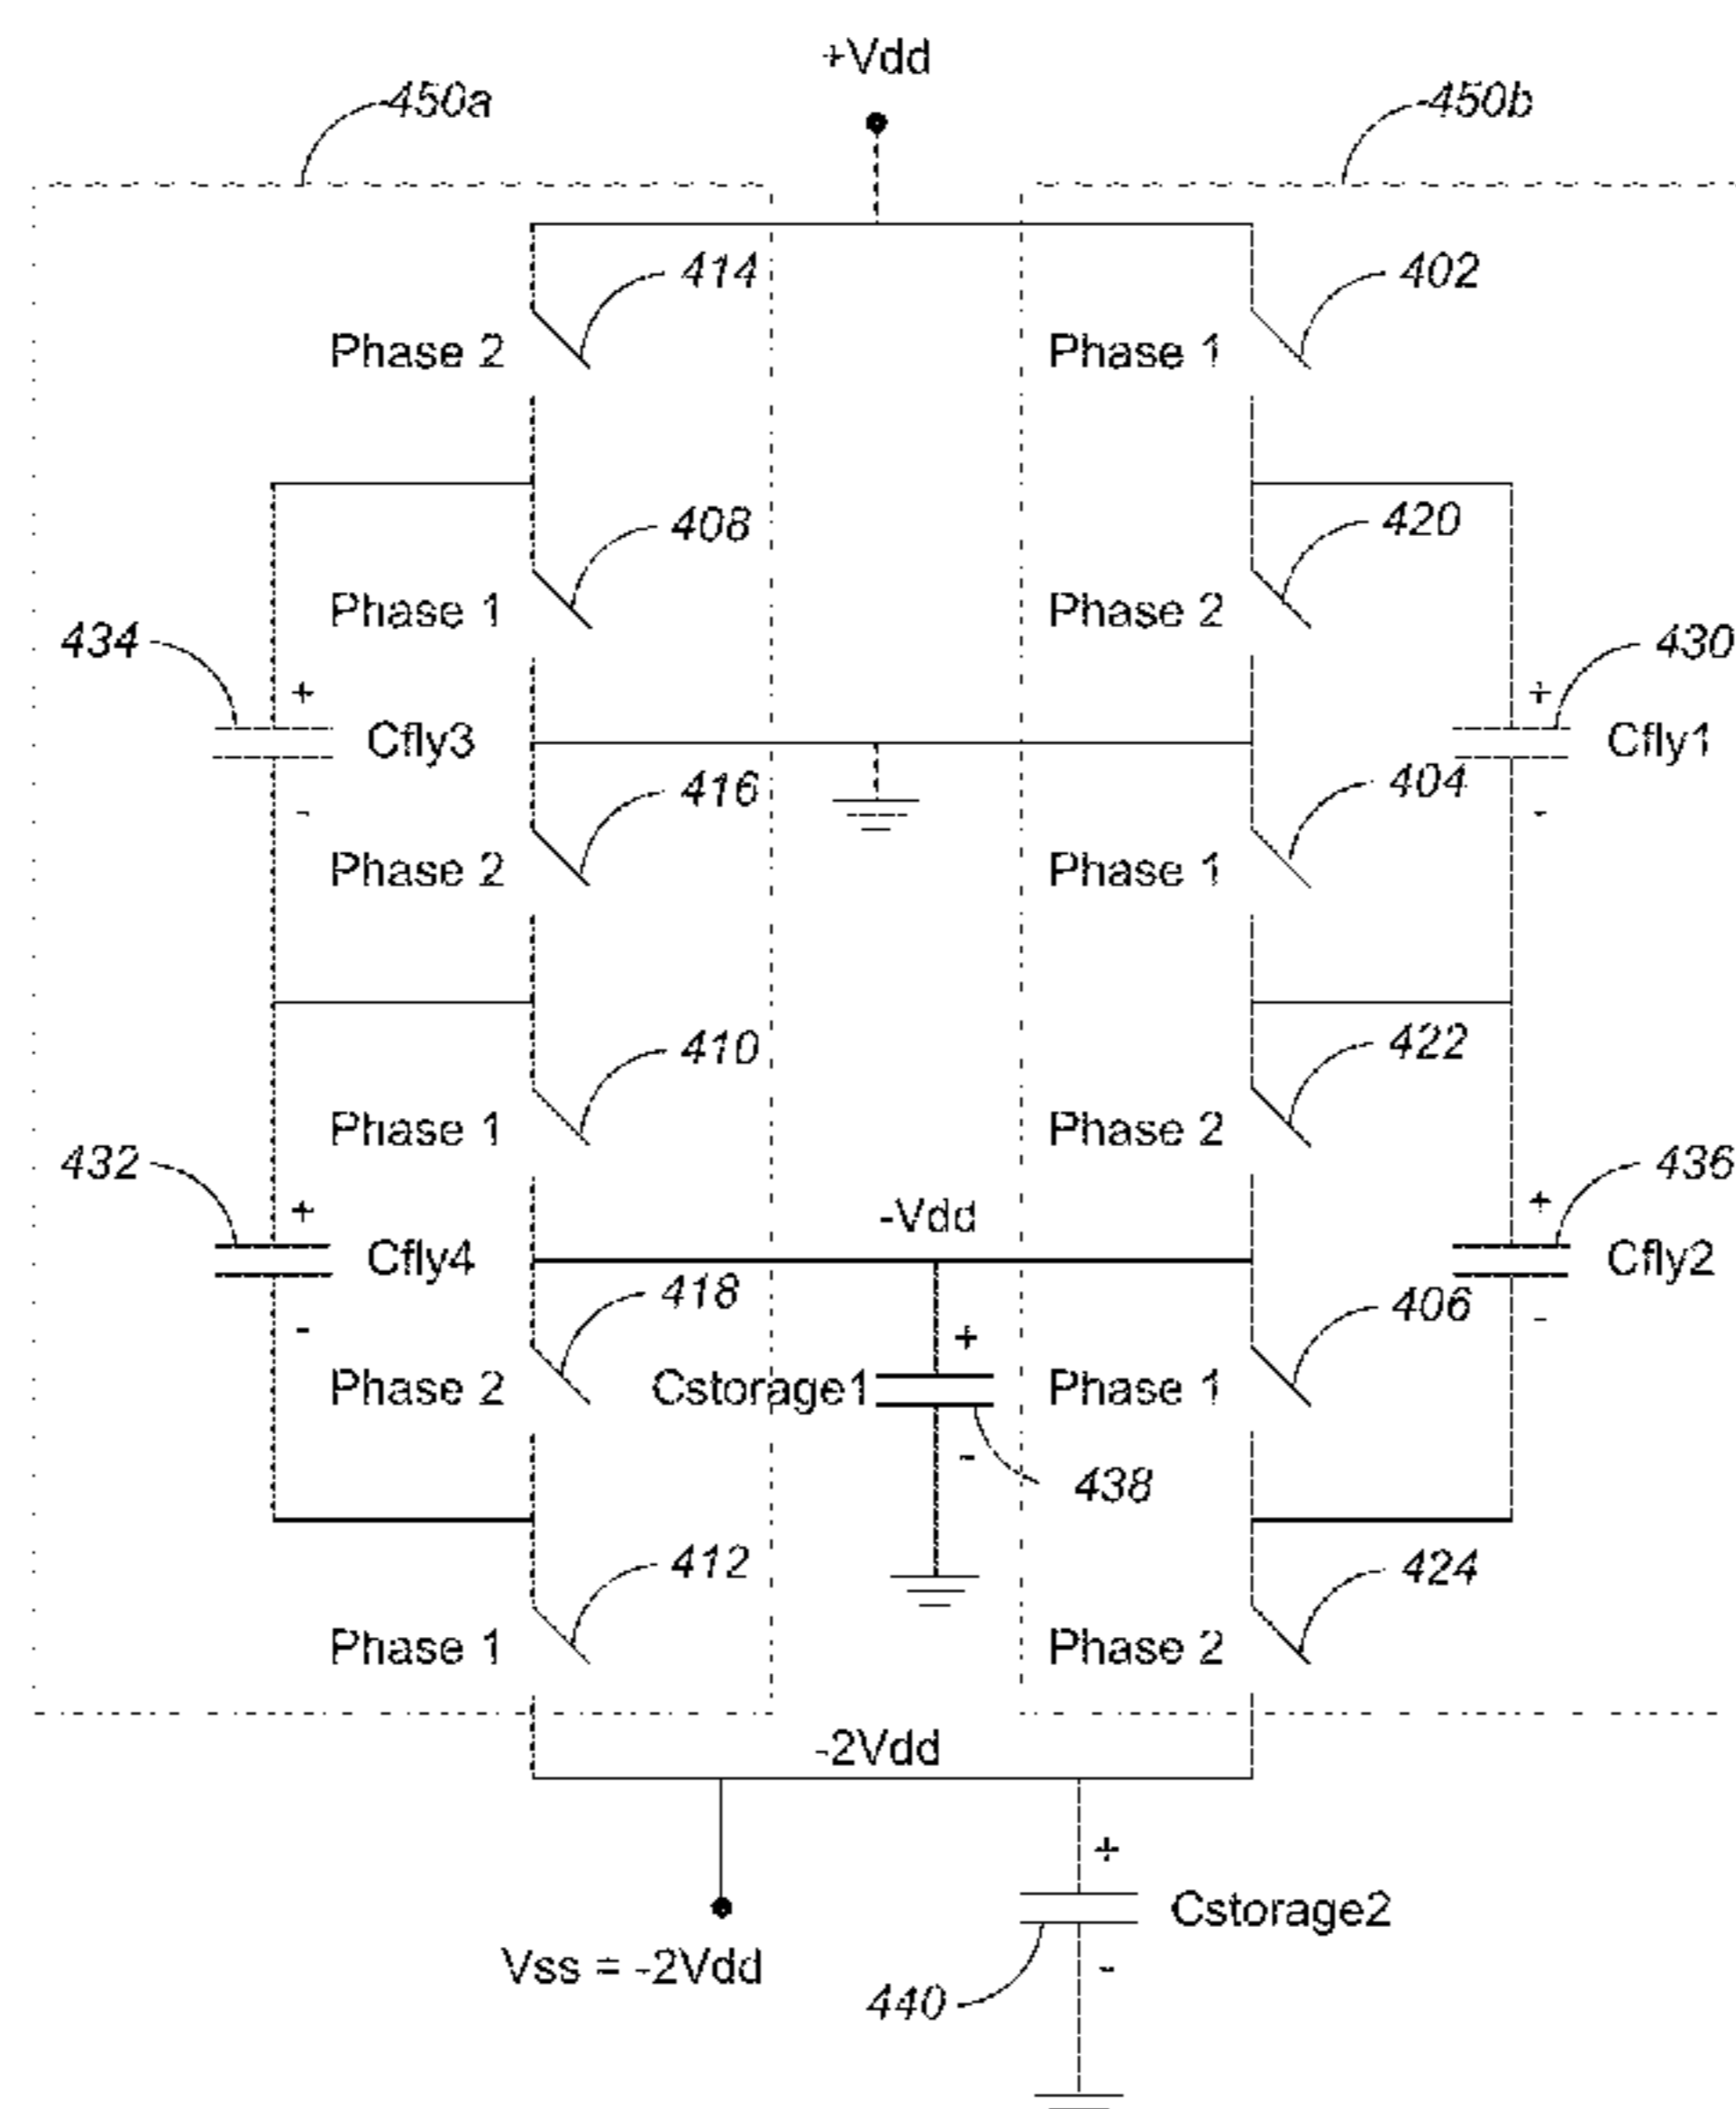 +Vdd
450a
450b
414
402
Phase 2
Phase 1
408
420
Phase 1
Phase 2
434
430
+
+
Cfly3
Cfly1
416
404
-
-
Phase 2
Phase 1
410
422
Phase 1
Phase 2
432
436
+
-Vdd
+
Cfly4
Cfly2
418
406
-
+
-
Phase 2
Cstorage1
Phase 1
-
438
412
424
Phase 1
Phase 2
-2Vdd
+
Cstorage2
Vss = -2Vdd
-
440